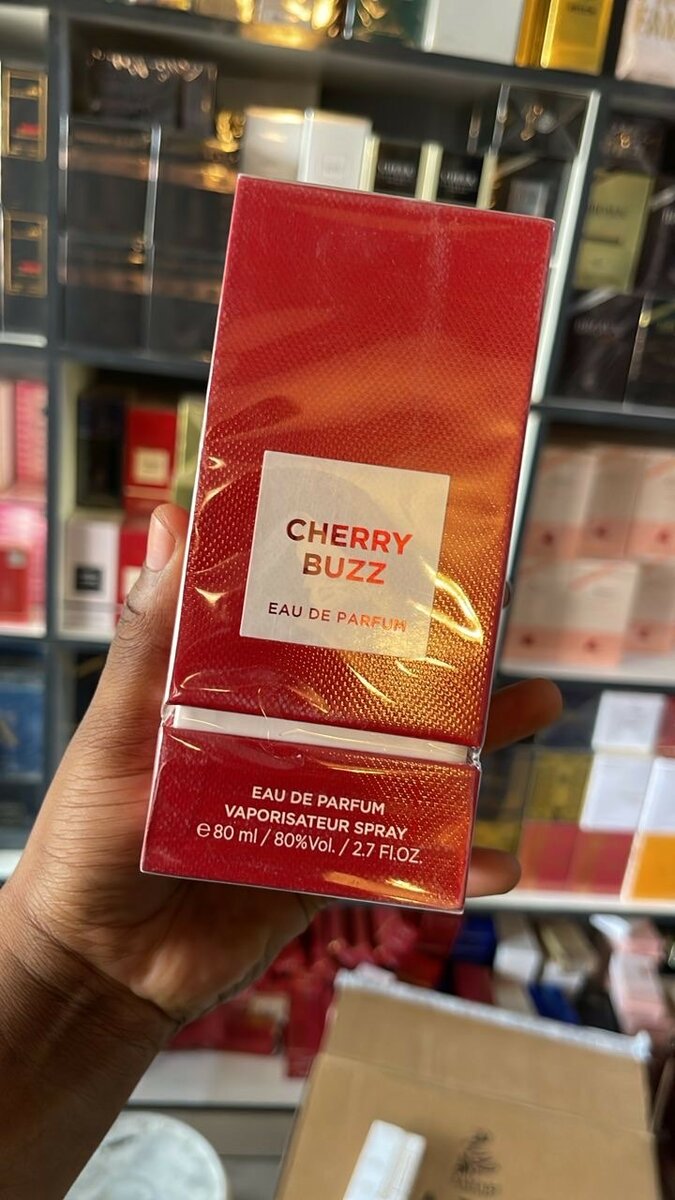 CHERRY
BUZZ
EAU DE PARFUM
EAU DE PARFUM
VAPORISATEUR SPRAY
℮ 80 ml / 80%Vol. / 2.7 Fl.OZ.